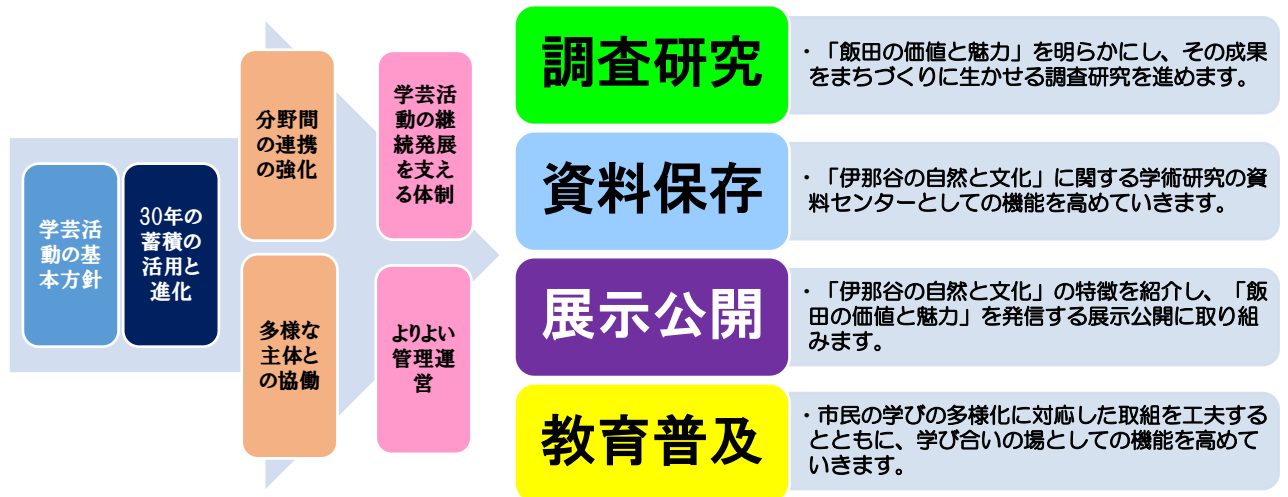 学芸活
動の基
本方針
30年の
蓄積の
活用と
進化
分野間
の連携
の強化
多様な
主体と
の協働
学芸活
動の継
続発展
を支え
る体制
よりよい
管理運
営
調査研究
・「飯田の価値と魅力」を明らかにし、その成果
をまちづくりに生かせる調査研究を進めます。
資料保存
・「伊那谷の自然と文化」に関する学術研究の資
料センターとしての機能を高めていきます。
展示公開
・「伊那谷の自然と文化」の特徴を紹介し、「飯
田の価値と魅力」を発信する展示公開に取り組
みます。
教育普及
・市民の学びの多様化に対応した取組を工夫する
とともに、学び合いの場としての機能を高めて
いきます。